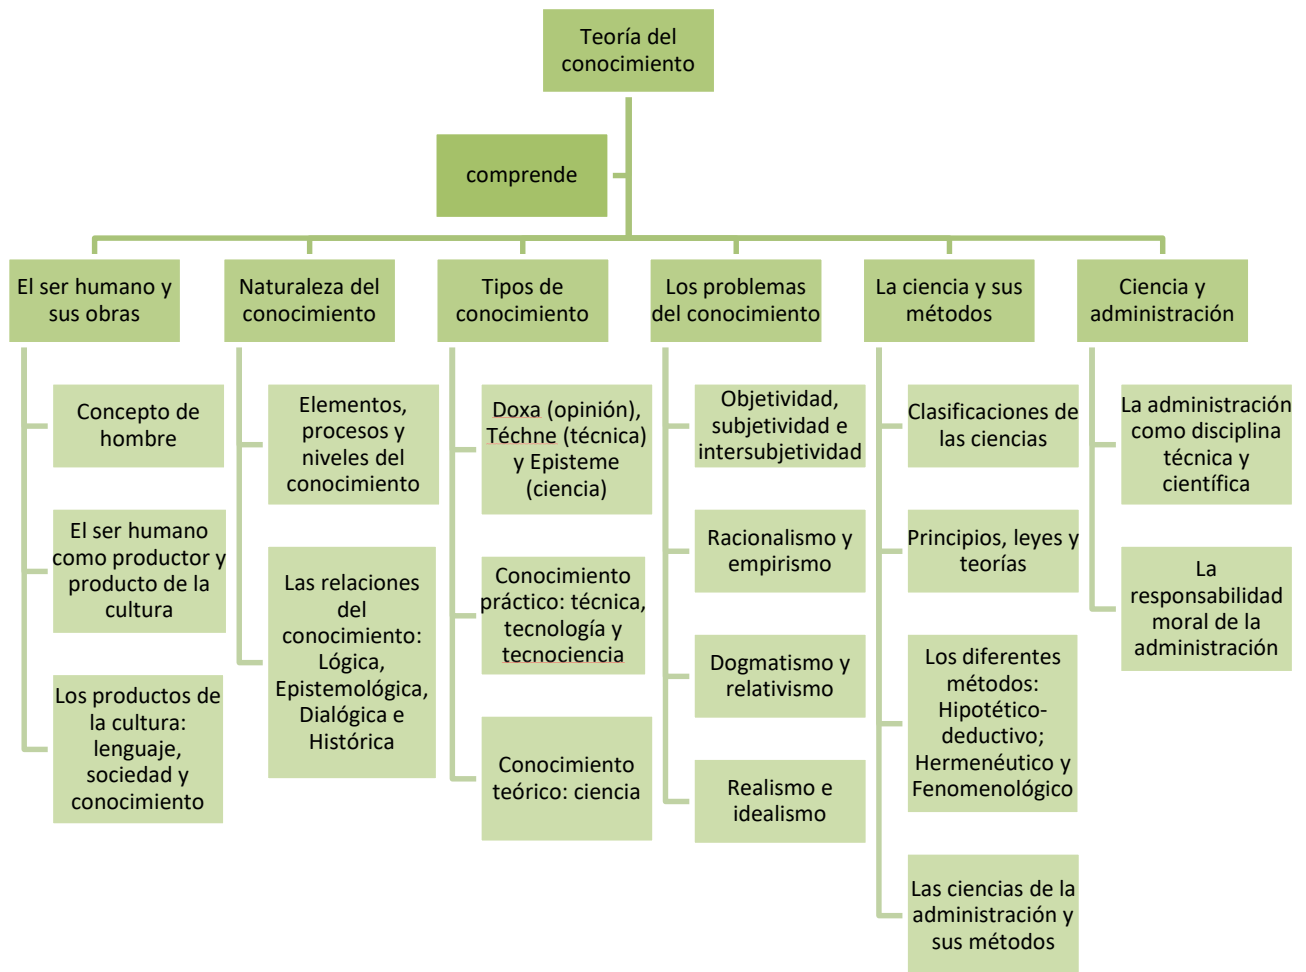 Teoría del
conocimiento
comprende
El ser humano y
sus obras
Concepto de
hombre
El ser humano
como productor y
producto de la
cultura
Los productos de
la cultura:
lenguaje,
sociedad y
conocimiento
Naturaleza del
conocimiento
Elementos,
procesos y
niveles del
conocimiento
Las relaciones
del
conocimiento:
Lógica,
Epistemológica,
Dialógica e
Histórica
Tipos de
conocimiento
Doxa (opinión),
Téchne (técnica)
y Episteme
(ciencia)
Conocimiento
práctico: técnica,
tecnología y
tecnociencia
Conocimiento
teórico: ciencia
Los problemas
del conocimiento
Objetividad,
subjetividad e
intersubjetividad
Racionalismo y
empirismo
Dogmatismo y
relativismo
Realismo e
idealismo
La ciencia y sus
métodos
Clasificaciones de
las ciencias
Principios, leyes y
teorías
Los diferentes
métodos:
Hipotético-
deductivo;
Hermenéutico y
Fenomenológico
Las ciencias de la
administración y
sus métodos
Ciencia y
administración
La administración
como disciplina
técnica y
científica
La
responsabilidad
moral de la
administración